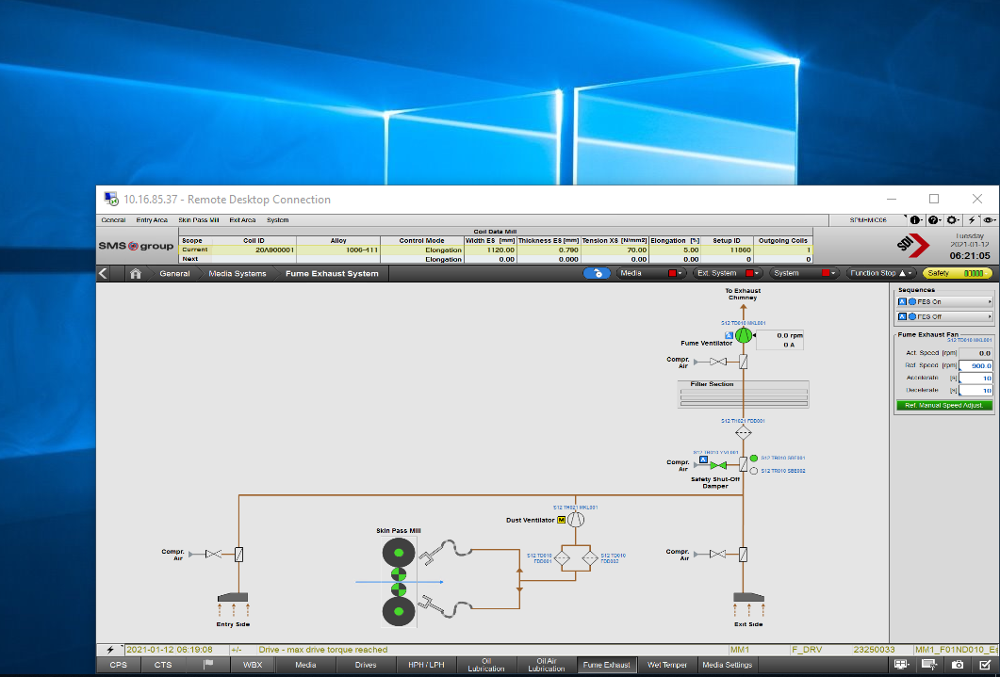 10.16.85.37 - Remote Desktop Connection
General Entry Area Skin Pass Mill Exit Area System SPMHMIC06
Coil Data Mill
Scope Coil ID Alloy Control Mode Width ES [mm] Thickness ES [mm] Tension XS [N/mm2] Elongation [%] Setup ID Outgoing Coils
Current 20A900001 1006-411 Elongation 1120.00 0.790 70.00 5.00 11860 1
Next Elongation 0.00 0.000 0.00 0.00 0 0
SMS group
Tuesday
2021-01-12
06:21:05
General Media Systems Fume Exhaust System Media Ext. System System Function Stop Safety
To Exhaust
Chimney
S12 TD010 MKL001
A
0.0 rpm
0 A
Fume Ventilator
Compr.
Air
Filter Section
S12 TH021 FDD001
S12 TR010 YVL001
A
Compr.
Air
S12 TR010 SBE001
S12 TR010 SBE002
Safety Shut-Off
Damper
S12 TH021 MKL001
Dust Ventilator M
Skin Pass Mill
Compr.
Air
S12 TD010
FDD001
S12 TD010
FDD002
Compr.
Air
Entry Side
Exit Side
Sequences
A FES On
A FES Off
Fume Exhaust Fan
S12 TD010 MKL001
Act. Speed [rpm] 0.0
Ref. Speed [rpm] 900.0
Accelerate [s] 10
Decelerate [s] 10
Ref. Manual Speed Adjust.
2021-01-12 06:19:08 +/- Drive - max drive torque reached MM1 F_DRV 23250033 MM1_F01ND010_Es
CPS CTS WBX Media Drives HPH / LPH Oil Lubrication Oil Air Lubrication Fume Exhaust Wet Temper Media Settings